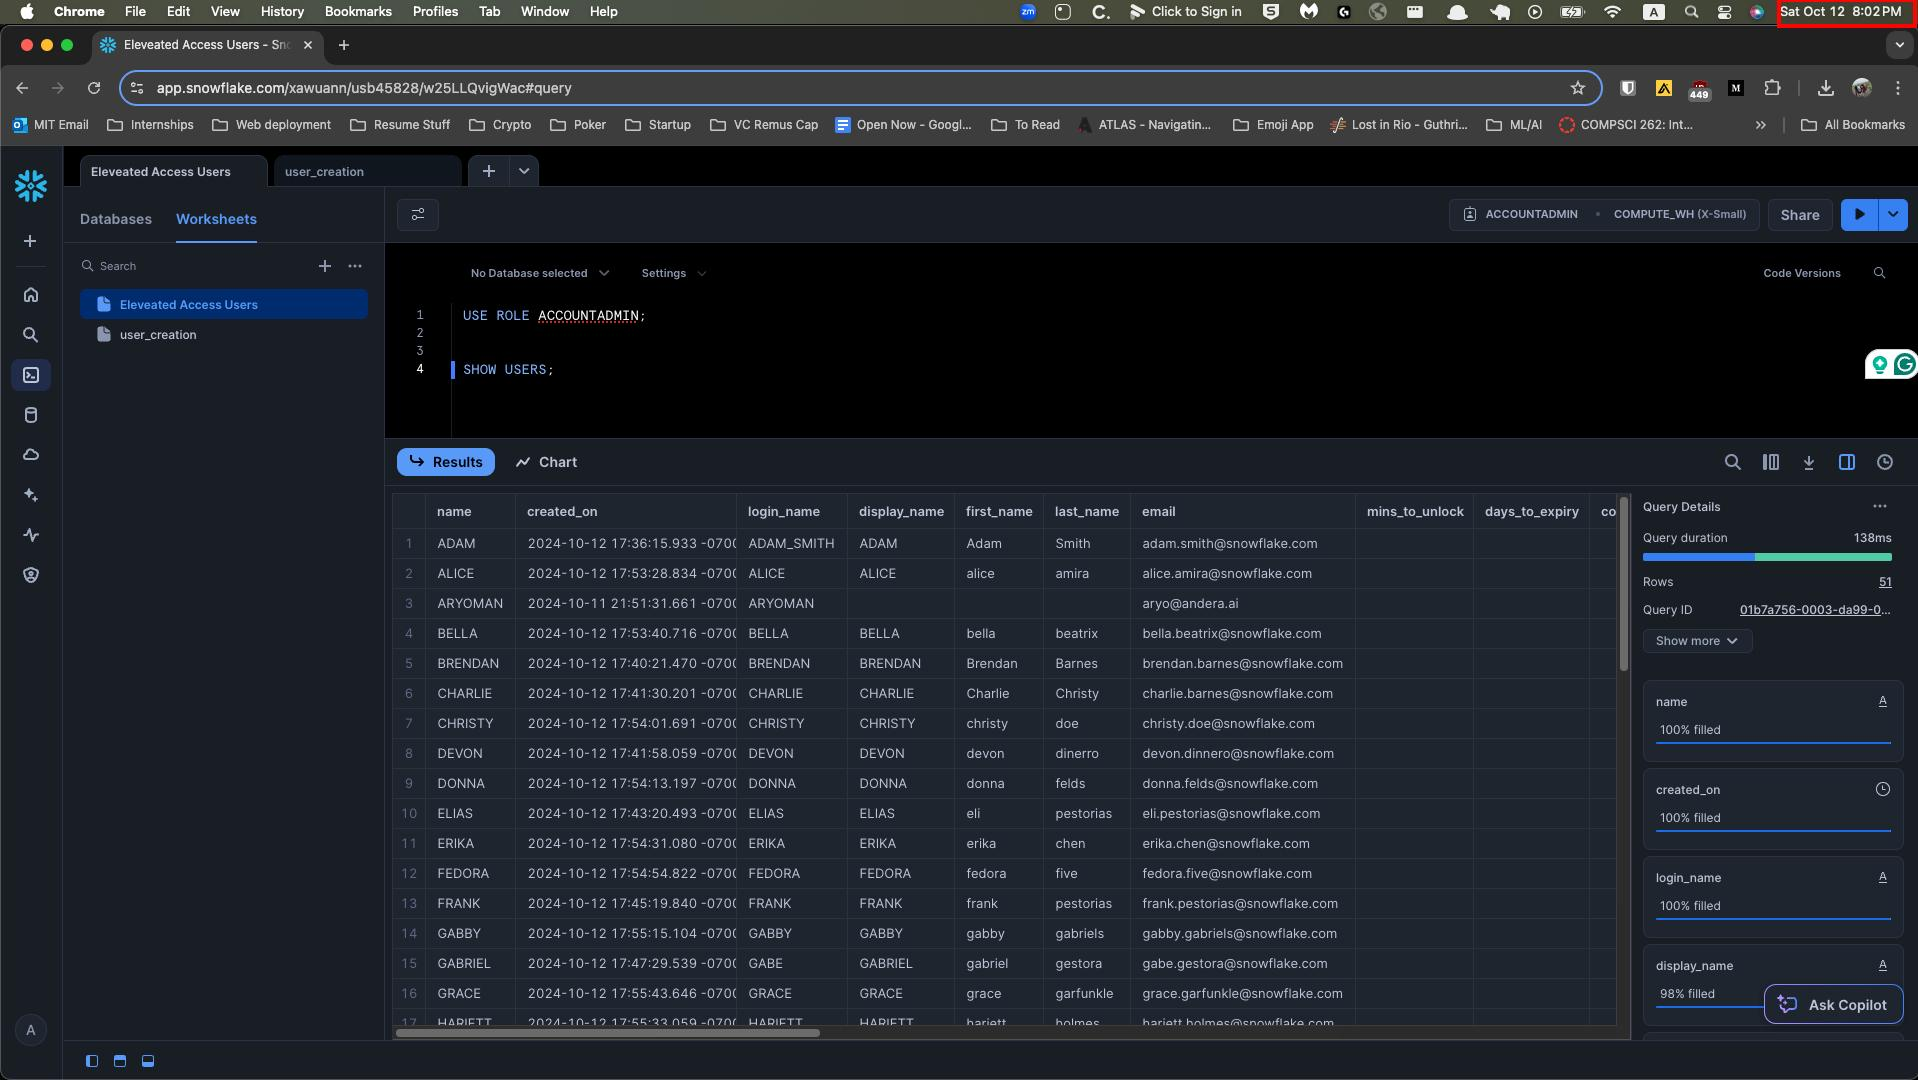 Chrome File Edit View History Bookmarks Profiles Tab Window Help zm Click to Sign in A Sat Oct 12 8:02 PM
Eleveated Access Users - Sno
app.snowflake.com/xawuann/usb45828/w25LLQvigWac#query 449 M
MIT Email Internships Web deployment Resume Stuff Crypto Poker Startup VC Remus Cap Open Now - Googl... To Read ATLAS - Navigatin... Emoji App Lost in Rio - Guthri... ML/AI COMPSCI 262: Int... All Bookmarks
Eleveated Access Users user_creation
Databases Worksheets
ACCOUNTADMIN COMPUTE_WH (X-Small) Share
Search
Eleveated Access Users
user_creation
No Database selected Settings Code Versions
1 USE ROLE ACCOUNTADMIN;
2
3
4 SHOW USERS;
Results Chart
name created_on login_name display_name first_name last_name email mins_to_unlock days_to_expiry co
1 ADAM 2024-10-12 17:36:15.933 -0700 ADAM_SMITH ADAM Adam Smith adam.smith@snowflake.com
2 ALICE 2024-10-12 17:53:28.834 -0700 ALICE ALICE alice amira alice.amira@snowflake.com
3 ARYOMAN 2024-10-11 21:51:31.661 -0700 ARYOMAN aryo@andera.ai
4 BELLA 2024-10-12 17:53:40.716 -0700 BELLA BELLA bella beatrix bella.beatrix@snowflake.com
5 BRENDAN 2024-10-12 17:40:21.470 -0700 BRENDAN BRENDAN Brendan Barnes brendan.barnes@snowflake.com
6 CHARLIE 2024-10-12 17:41:30.201 -0700 CHARLIE CHARLIE Charlie Christy charlie.barnes@snowflake.com
7 CHRISTY 2024-10-12 17:54:01.691 -0700 CHRISTY CHRISTY christy doe christy.doe@snowflake.com
8 DEVON 2024-10-12 17:41:58.059 -0700 DEVON DEVON devon dinerro devon.dinnero@snowflake.com
9 DONNA 2024-10-12 17:54:13.197 -0700 DONNA DONNA donna felds donna.felds@snowflake.com
10 ELIAS 2024-10-12 17:43:20.493 -0700 ELIAS ELIAS eli pestorias eli.pestorias@snowflake.com
11 ERIKA 2024-10-12 17:54:31.080 -0700 ERIKA ERIKA erika chen erika.chen@snowflake.com
12 FEDORA 2024-10-12 17:54:54.822 -0700 FEDORA FEDORA fedora five fedora.five@snowflake.com
13 FRANK 2024-10-12 17:45:19.840 -0700 FRANK FRANK frank pestorias frank.pestorias@snowflake.com
14 GABBY 2024-10-12 17:55:15.104 -0700 GABBY GABBY gabby gabriels gabby.gabriels@snowflake.com
15 GABRIEL 2024-10-12 17:47:29.539 -0700 GABE GABRIEL gabriel gestora gabe.gestora@snowflake.com
16 GRACE 2024-10-12 17:55:43.646 -0700 GRACE GRACE grace garfunkle grace.garfunkle@snowflake.com
17 HARIETT 2024-10-12 17:55:33.059 -0700 HARIETT HARIETT hariett holmes hariett.holmes@snowflake.com
Query Details
Query duration 138ms
Rows 51
Query ID 01b7a756-0003-da99-0...
Show more
name A
100% filled
created_on
100% filled
login_name A
100% filled
display_name A
98% filled
Ask Copilot
A